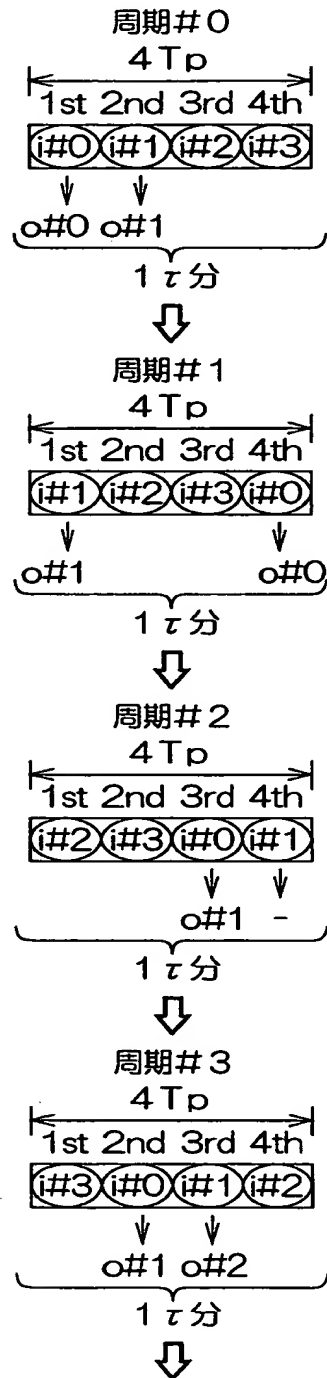 周期#0
4Tp
1st 2nd 3rd 4th
i#0 i#1 i#2 i#3
o#0 o#1
1τ分
周期#1
4Tp
1st 2nd 3rd 4th
i#1 i#2 i#3 i#0
o#1 o#0
1τ分
周期#2
4Tp
1st 2nd 3rd 4th
i#2 i#3 i#0 i#1
o#1 -
1τ分
周期#3
4Tp
1st 2nd 3rd 4th
i#3 i#0 i#1 i#2
o#1 o#2
1τ分